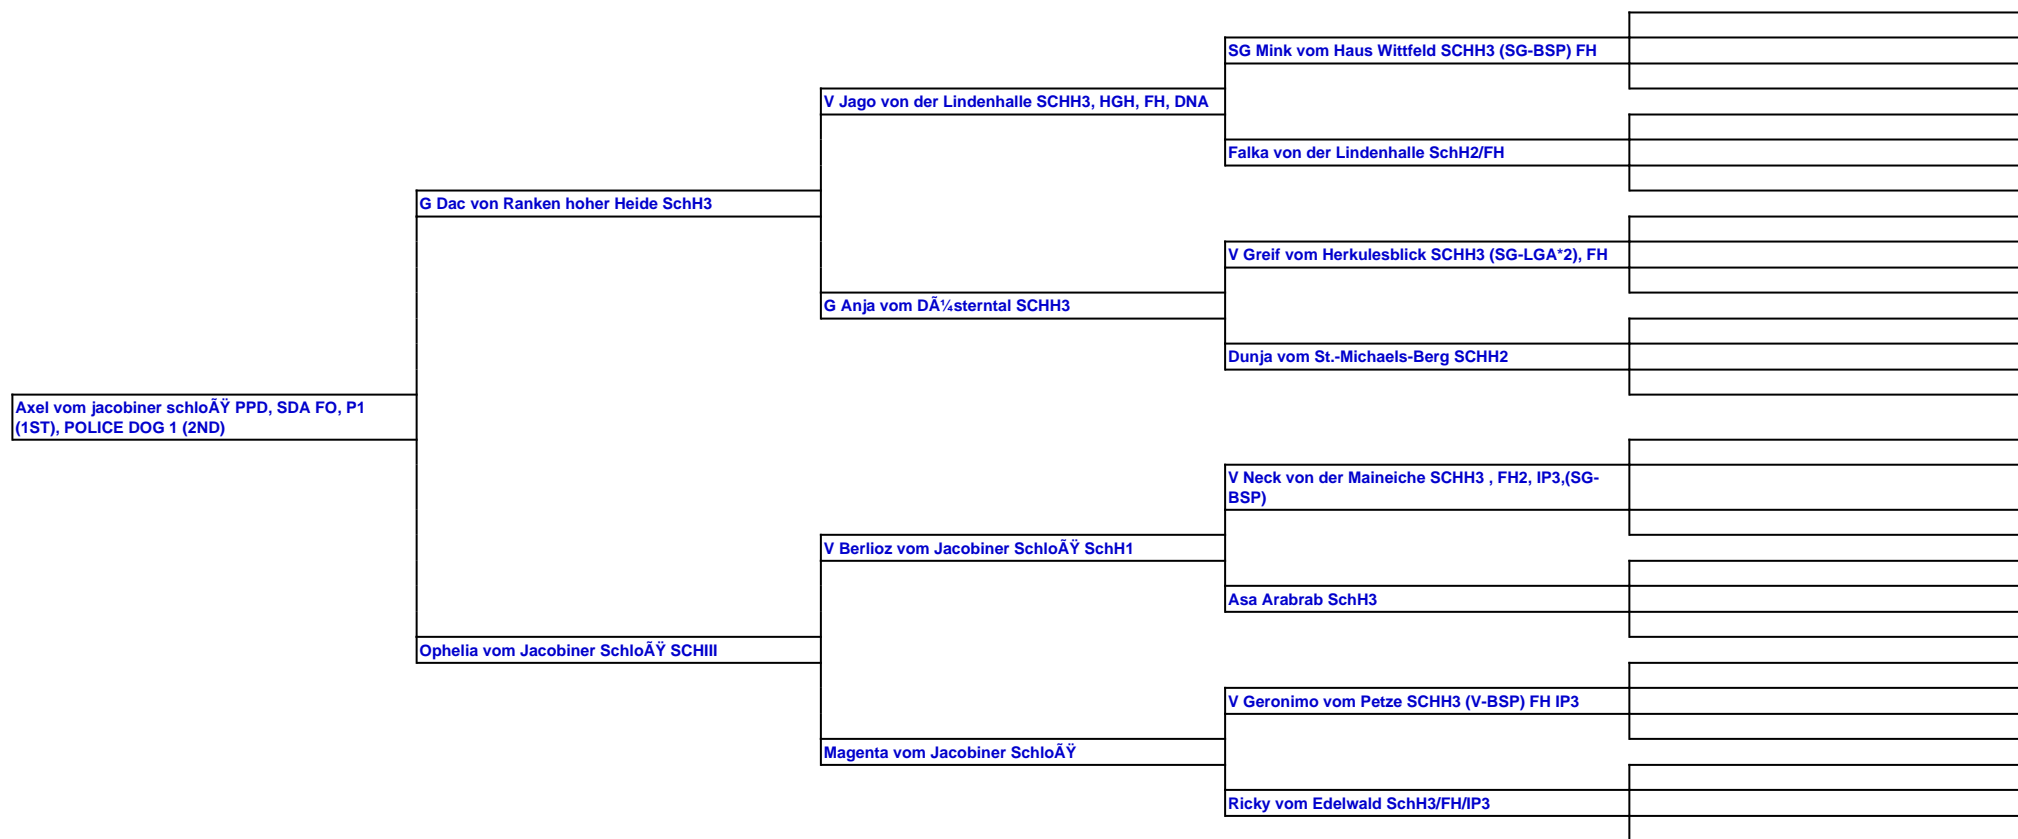 SG Mink vom Haus Wittfeld SCHH3 (SG-BSP) FH
V Jago von der Lindenhalle SCHH3, HGH, FH, DNA
Falka von der Lindenhalle SchH2/FH
G Dac von Ranken hoher Heide SchH3
V Greif vom Herkulesblick SCHH3 (SG-LGA*2), FH
G Anja vom DÃ¼sterntal SCHH3
Dunja vom St.-Michaels-Berg SCHH2
Axel vom jacobiner schloÃŸ PPD, SDA FO, P1
(1ST), POLICE DOG 1 (2ND)
V Neck von der Maineiche SCHH3 , FH2, IP3,(SG-
BSP)
V Berlioz vom Jacobiner SchloÃŸ SchH1
Asa Arabrab SchH3
Ophelia vom Jacobiner SchloÃŸ SCHIII
V Geronimo vom Petze SCHH3 (V-BSP) FH IP3
Magenta vom Jacobiner SchloÃŸ
Ricky vom Edelwald SchH3/FH/IP3